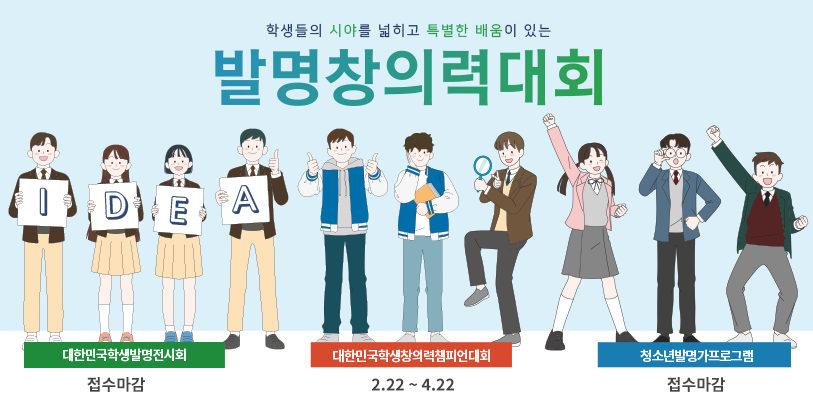 학생들의 시야를 넓히고 특별한 배움이 있는
발명창의력대회
I D E A
대한민국학생발명전시회
접수마감
대한민국학생창의력챔피언대회
2.22 ~ 4.22
청소년발명가프로그램
접수마감